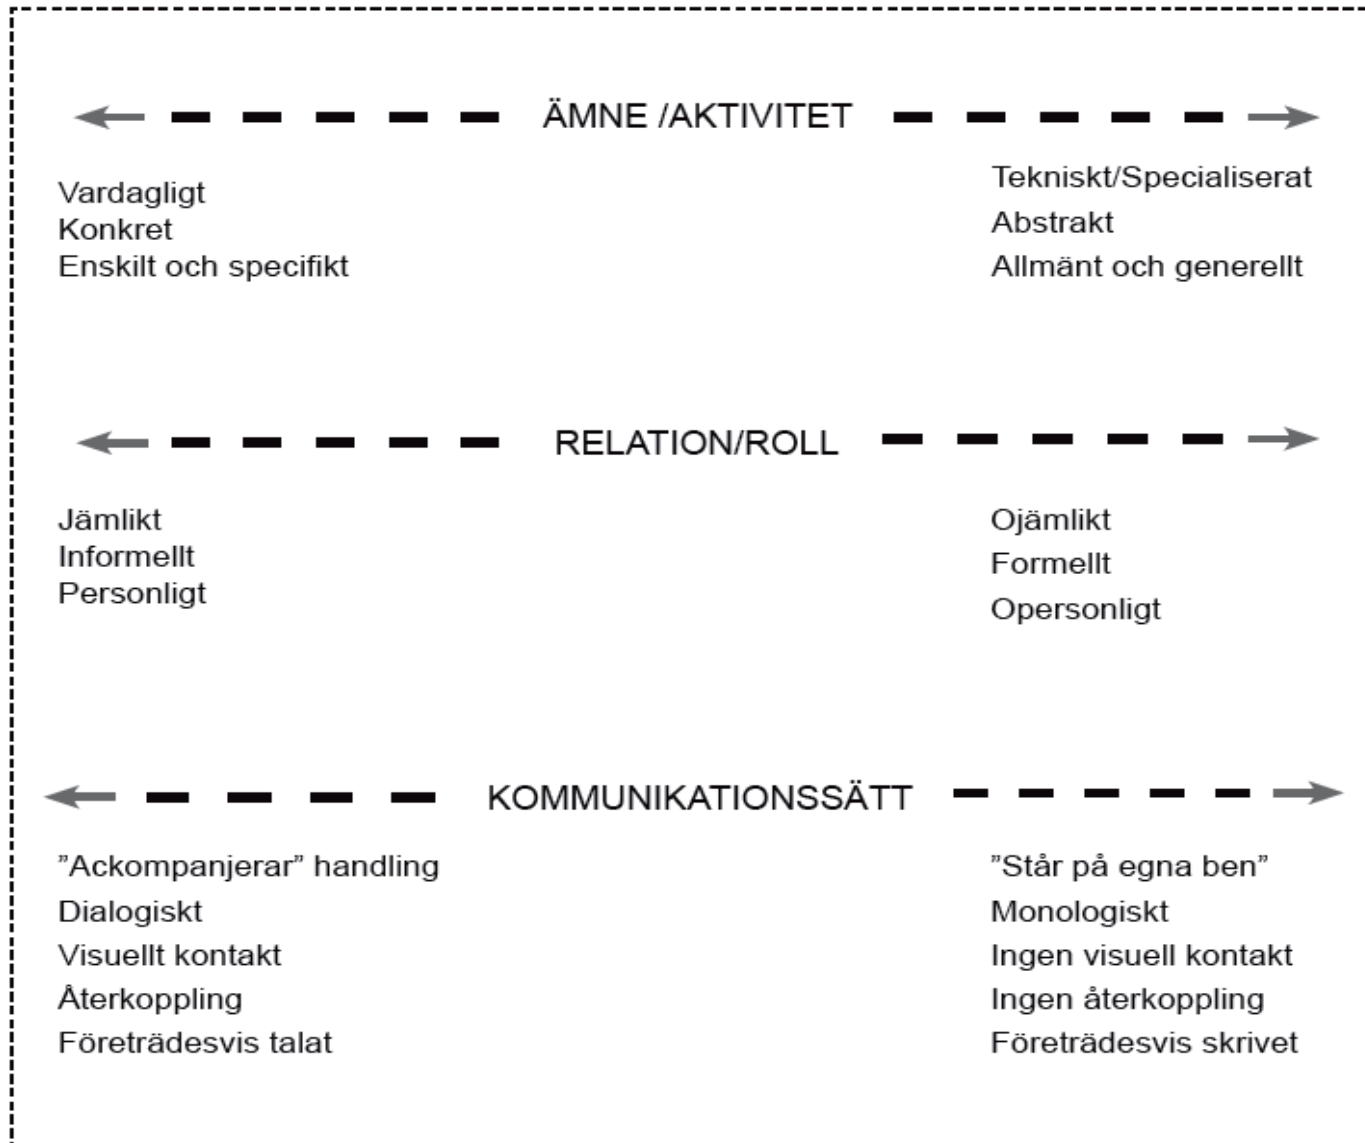 ÄMNE /AKTIVITET
Vardagligt
Konkret
Enskilt och specifikt
Tekniskt/Specialiserat
Abstrakt
Allmänt och generellt
RELATION/ROLL
Jämlikt
Informellt
Personligt
Ojämlikt
Formellt
Opersonligt
KOMMUNIKATIONSSÄTT
”Ackompanjerar” handling
Dialogiskt
Visuellt kontakt
Återkoppling
Företrädesvis talat
”Står på egna ben”
Monologiskt
Ingen visuell kontakt
Ingen återkoppling
Företrädesvis skrivet